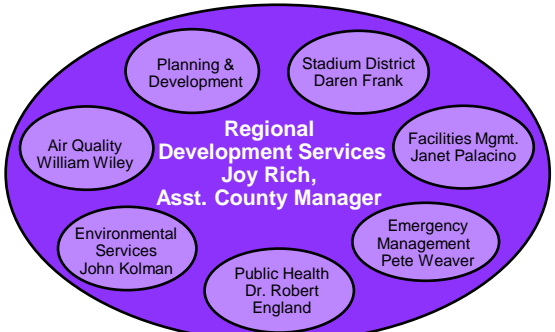 Planning &
Development
Stadium District
Daren Frank
Air Quality
William Wiley
Regional
Development Services
Joy Rich,
Asst. County Manager
Facilities Mgmt.
Janet Palacino
Environmental
Services
John Kolman
Emergency
Management
Pete Weaver
Public Health
Dr. Robert
England